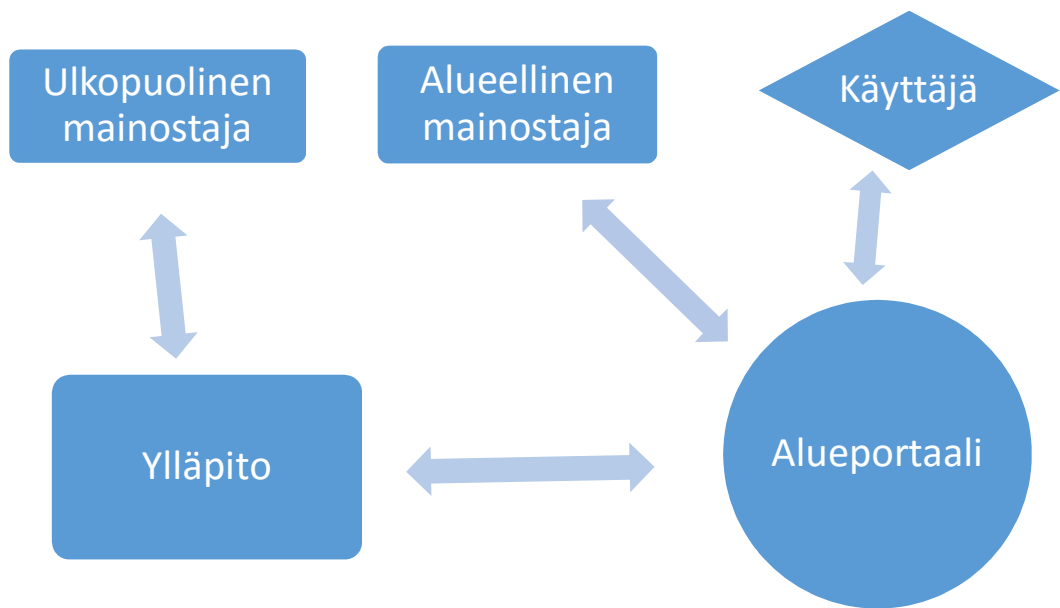 Ulkopuolinen
mainostaja
Alueellinen
mainostaja
Käyttäjä
Ylläpito
Alueportaali